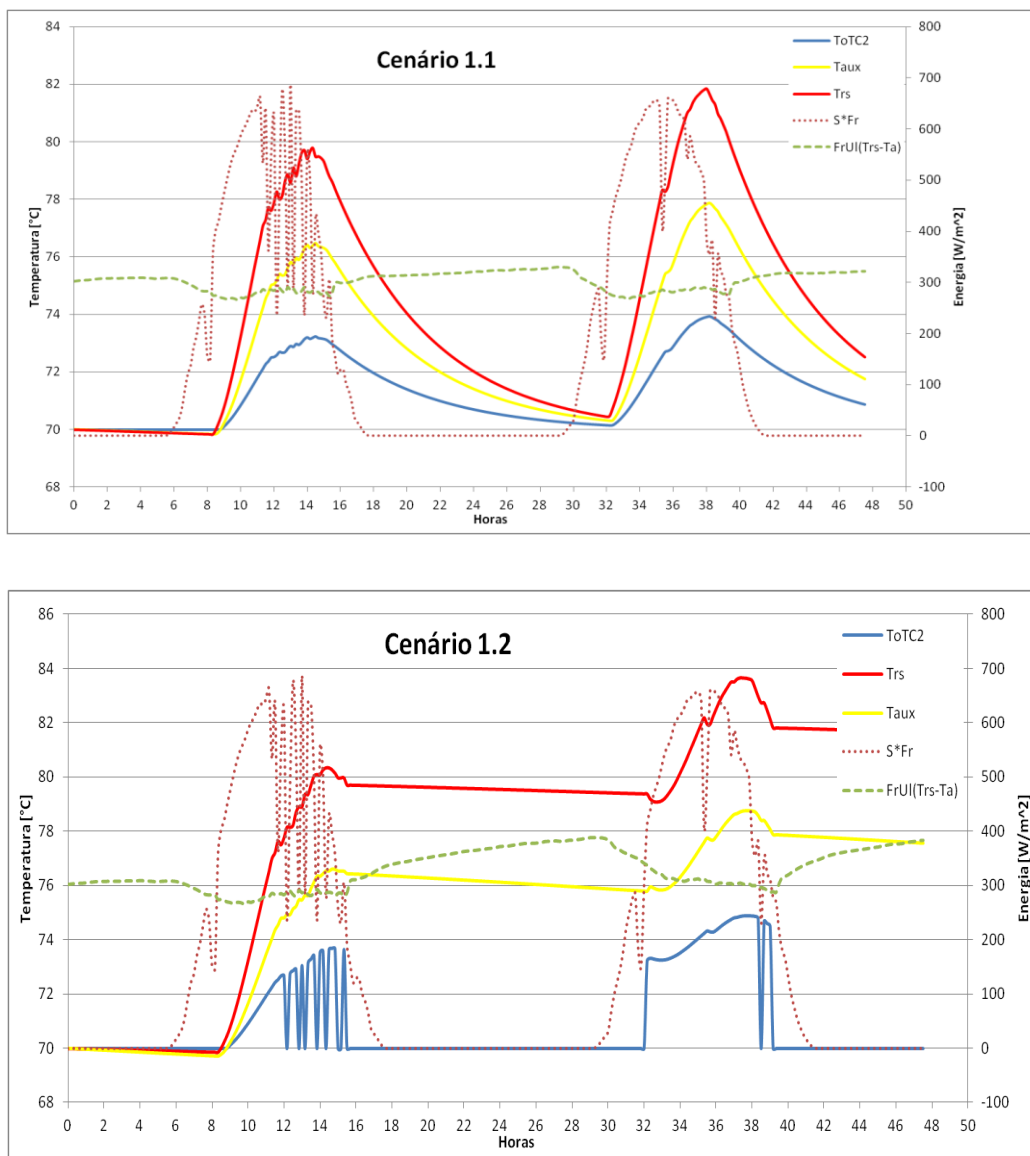 Cenário 1.1
ToTC2
Taux
Trs
S*Fr
FrUl(Trs-Ta)
84
82
80
78
76
74
72
70
68
Temperatura [°C]
800
700
600
500
400
300
200
100
0
-100
Energia [W/m^2]
0 2 4 6 8 10 12 14 16 18 20 22 24 26 28 30 32 34 36 38 40 42 44 46 48 50
Horas
Cenário 1.2
ToTC2
Trs
Taux
S*Fr
FrUl(Trs-Ta)
86
84
82
80
78
76
74
72
70
68
Temperatura [°C]
800
700
600
500
400
300
200
100
0
-100
Energia [W/m^2]
0 2 4 6 8 10 12 14 16 18 20 22 24 26 28 30 32 34 36 38 40 42 44 46 48 50
Horas